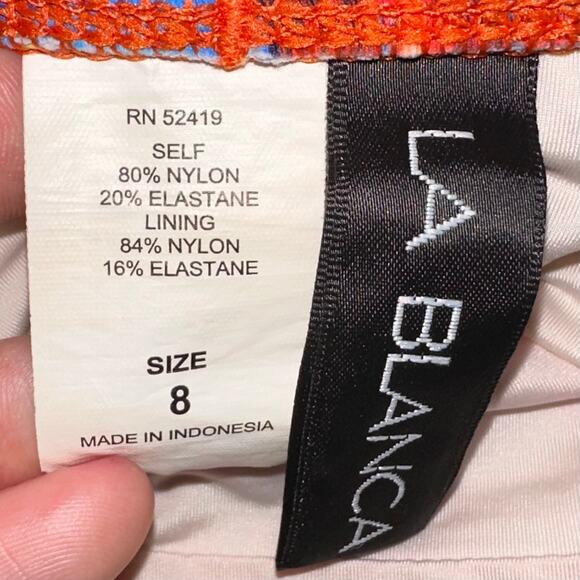 RN 52419
SELF
80% NYLON
20% ELASTANE
LINING
84% NYLON
16% ELASTANE
SIZE
8
MADE IN INDONESIA
LA BLANCA